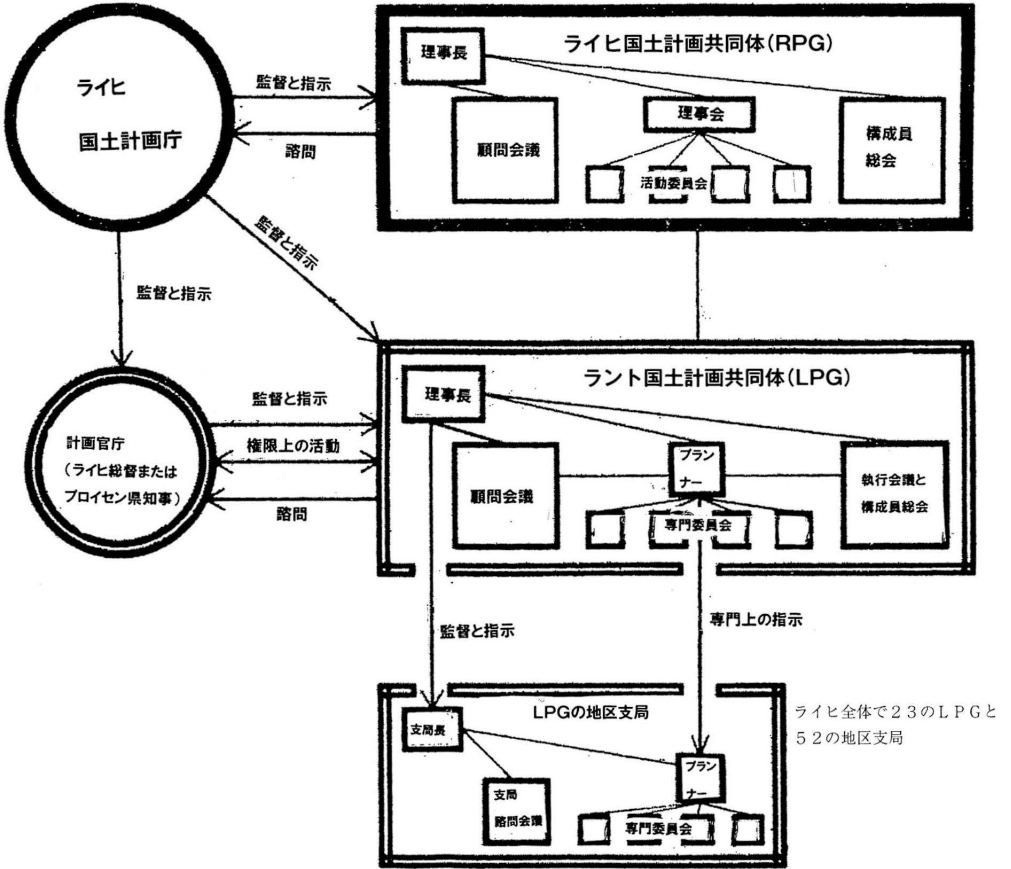 ライヒ
国土計画庁
監督と指示
諮問
ライヒ国土計画共同体(RPG)
理事長
顧問会議
理事会
活動委員会
構成員
総会
監督と指示
監督と指示
計画官庁
(ライヒ総督または
プロイセン県知事)
監督と指示
権限上の活動
諮問
ラント国土計画共同体(LPG)
理事長
顧問会議
プラン
ナー
専門委員会
執行会議と
構成員総会
監督と指示
専門上の指示
LPGの地区支局
支局長
支局
諮問会議
プラン
ナー
専門委員会
ライヒ全体で23のLPGと
52の地区支局